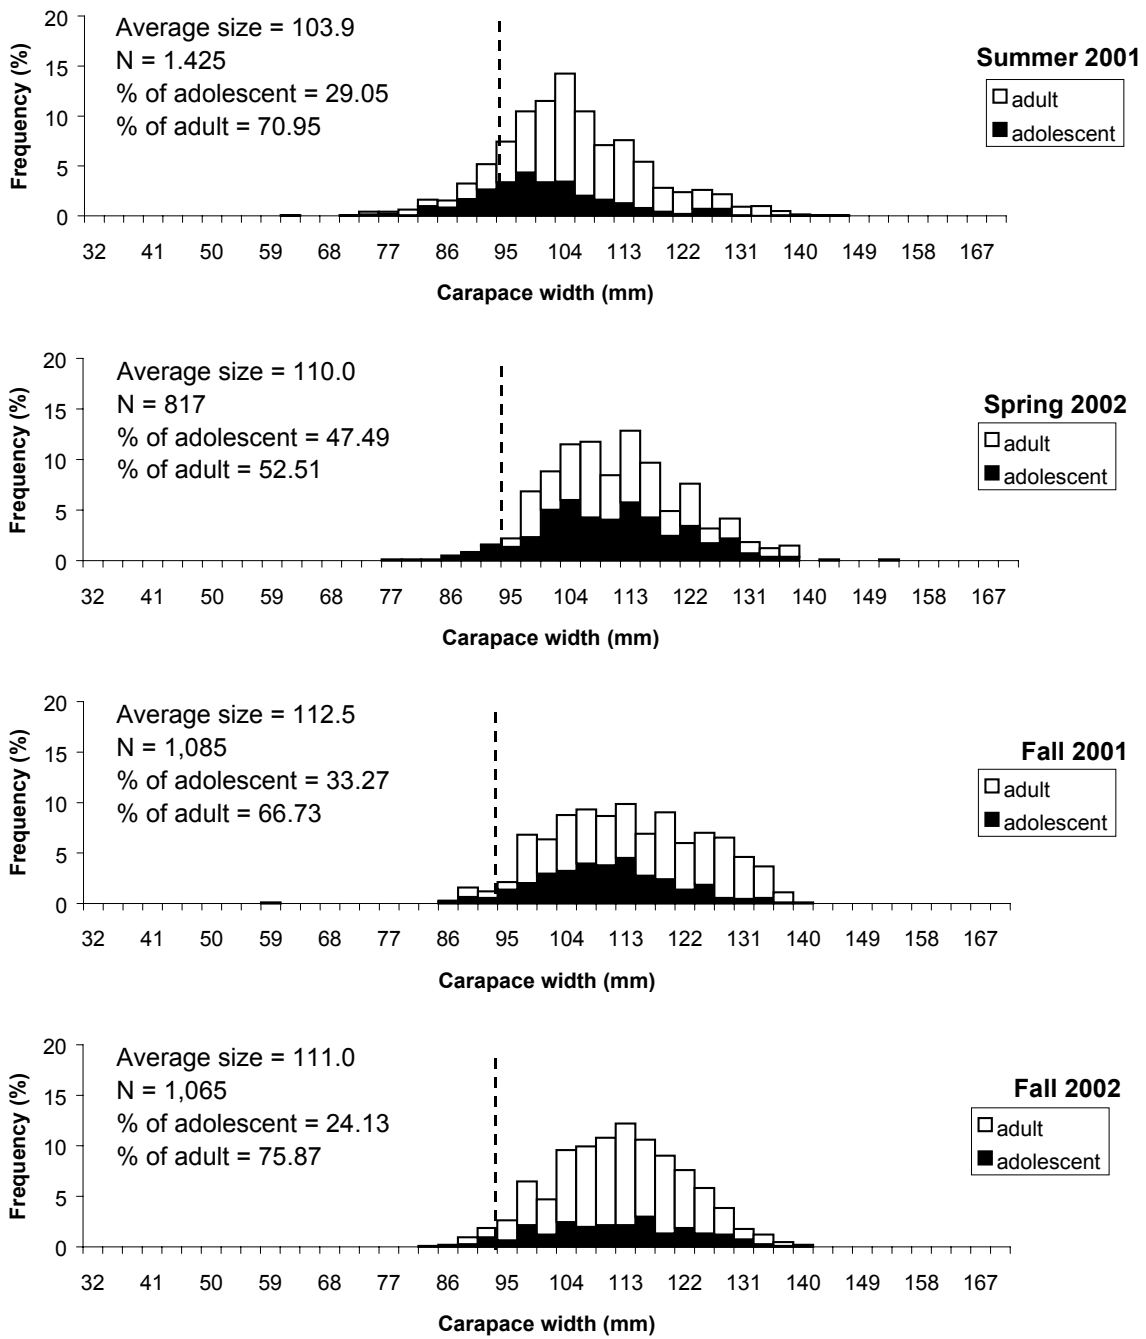 Average size = 103.9
N = 1.425
% of adolescent = 29.05
% of adult = 70.95
Summer 2001
adult
adolescent
Frequency (%)
20
15
10
5
0
32 41 50 59 68 77 86 95 104 113 122 131 140 149 158 167
Carapace width (mm)
Average size = 110.0
N = 817
% of adolescent = 47.49
% of adult = 52.51
Spring 2002
adult
adolescent
Frequency (%)
20
15
10
5
0
32 41 50 59 68 77 86 95 104 113 122 131 140 149 158 167
Carapace width (mm)
Average size = 112.5
N = 1,085
% of adolescent = 33.27
% of adult = 66.73
Fall 2001
adult
adolescent
Frequency (%)
20
15
10
5
0
32 41 50 59 68 77 86 95 104 113 122 131 140 149 158 167
Carapace width (mm)
Average size = 111.0
N = 1,065
% of adolescent = 24.13
% of adult = 75.87
Fall 2002
adult
adolescent
Frequency (%)
20
15
10
5
0
32 41 50 59 68 77 86 95 104 113 122 131 140 149 158 167
Carapace width (mm)